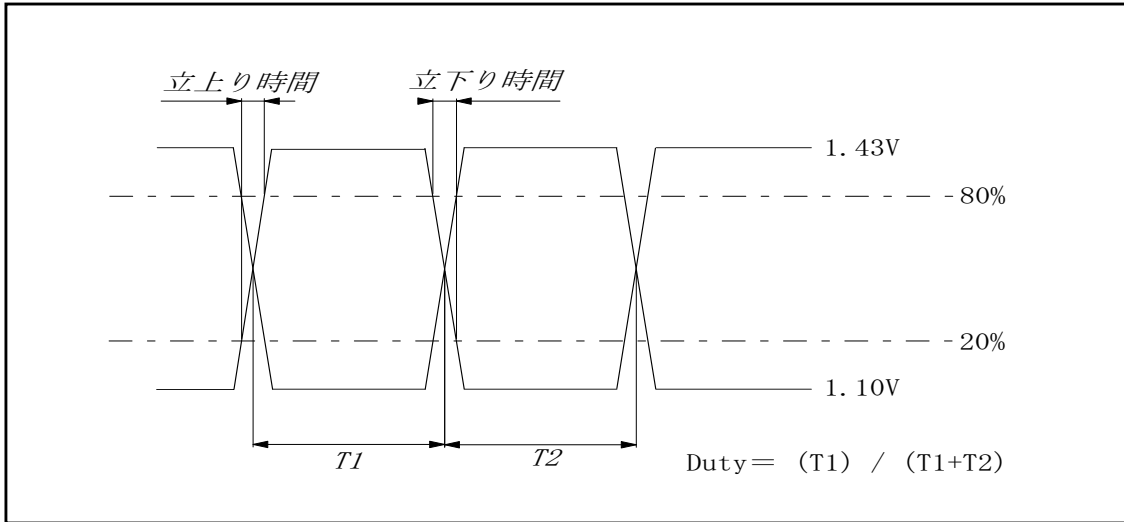 立上り時間
立下り時間
1.43V
80%
20%
1.10V
T1
T2
Duty＝ (T1) / (T1+T2)